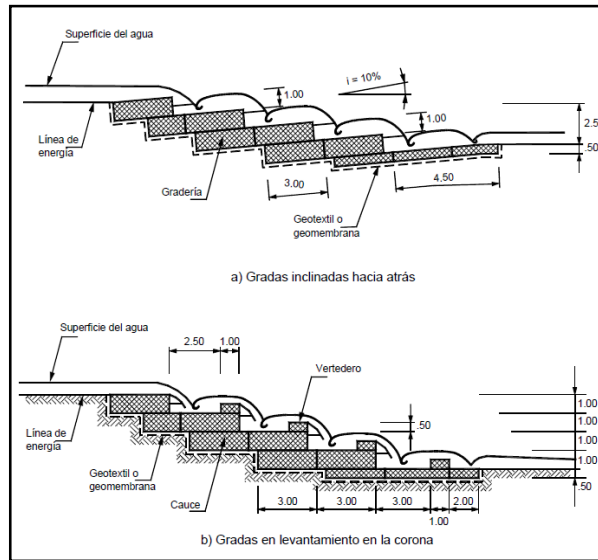 Superficie del agua
i = 10%
1.00
1.00
2.5
.50
Línea de
energía
Gradería
3.00
4.50
Geotextil o
geomembrana
a) Gradas inclinadas hacia atrás
Superficie del agua
2.50
1.00
Vertedero
.50
1.00
1.00
1.00
1.00
.50
Línea de
energía
Geotextil o
geomembrana
Cauce
3.00
3.00
3.00
2.00
1.00
b) Gradas en levantamiento en la corona